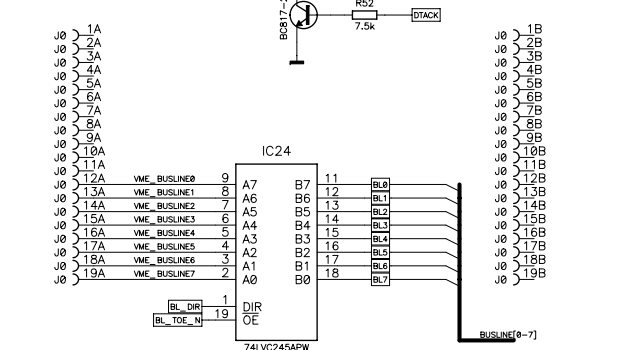 R52
BC817-
7.5k
DTACK
J0 1A
J0 2A
J0 3A
J0 4A
J0 5A
J0 6A
J0 7A
J0 8A
J0 9A
J0 10A
J0 11A
J0 12A
J0 13A
J0 14A
J0 15A
J0 16A
J0 17A
J0 18A
J0 19A
IC24
VME_BUSLINE0 9 A7 B7 11 BL0
VME_BUSLINE1 8 A6 B6 12 BL1
VME_BUSLINE2 7 A5 B5 13 BL2
VME_BUSLINE3 6 A4 B4 14 BL3
VME_BUSLINE4 5 A3 B3 15 BL4
VME_BUSLINE5 4 A2 B2 16 BL5
VME_BUSLINE6 3 A1 B1 17 BL6
VME_BUSLINE7 2 A0 B0 18 BL7
BL_DIR 1 DIR
BL_TOE_N 19 OE
74LVC245APW
J0 1B
J0 2B
J0 3B
J0 4B
J0 5B
J0 6B
J0 7B
J0 8B
J0 9B
J0 10B
J0 11B
J0 12B
J0 13B
J0 14B
J0 15B
J0 16B
J0 17B
J0 18B
J0 19B
BUSLINE[0-7]